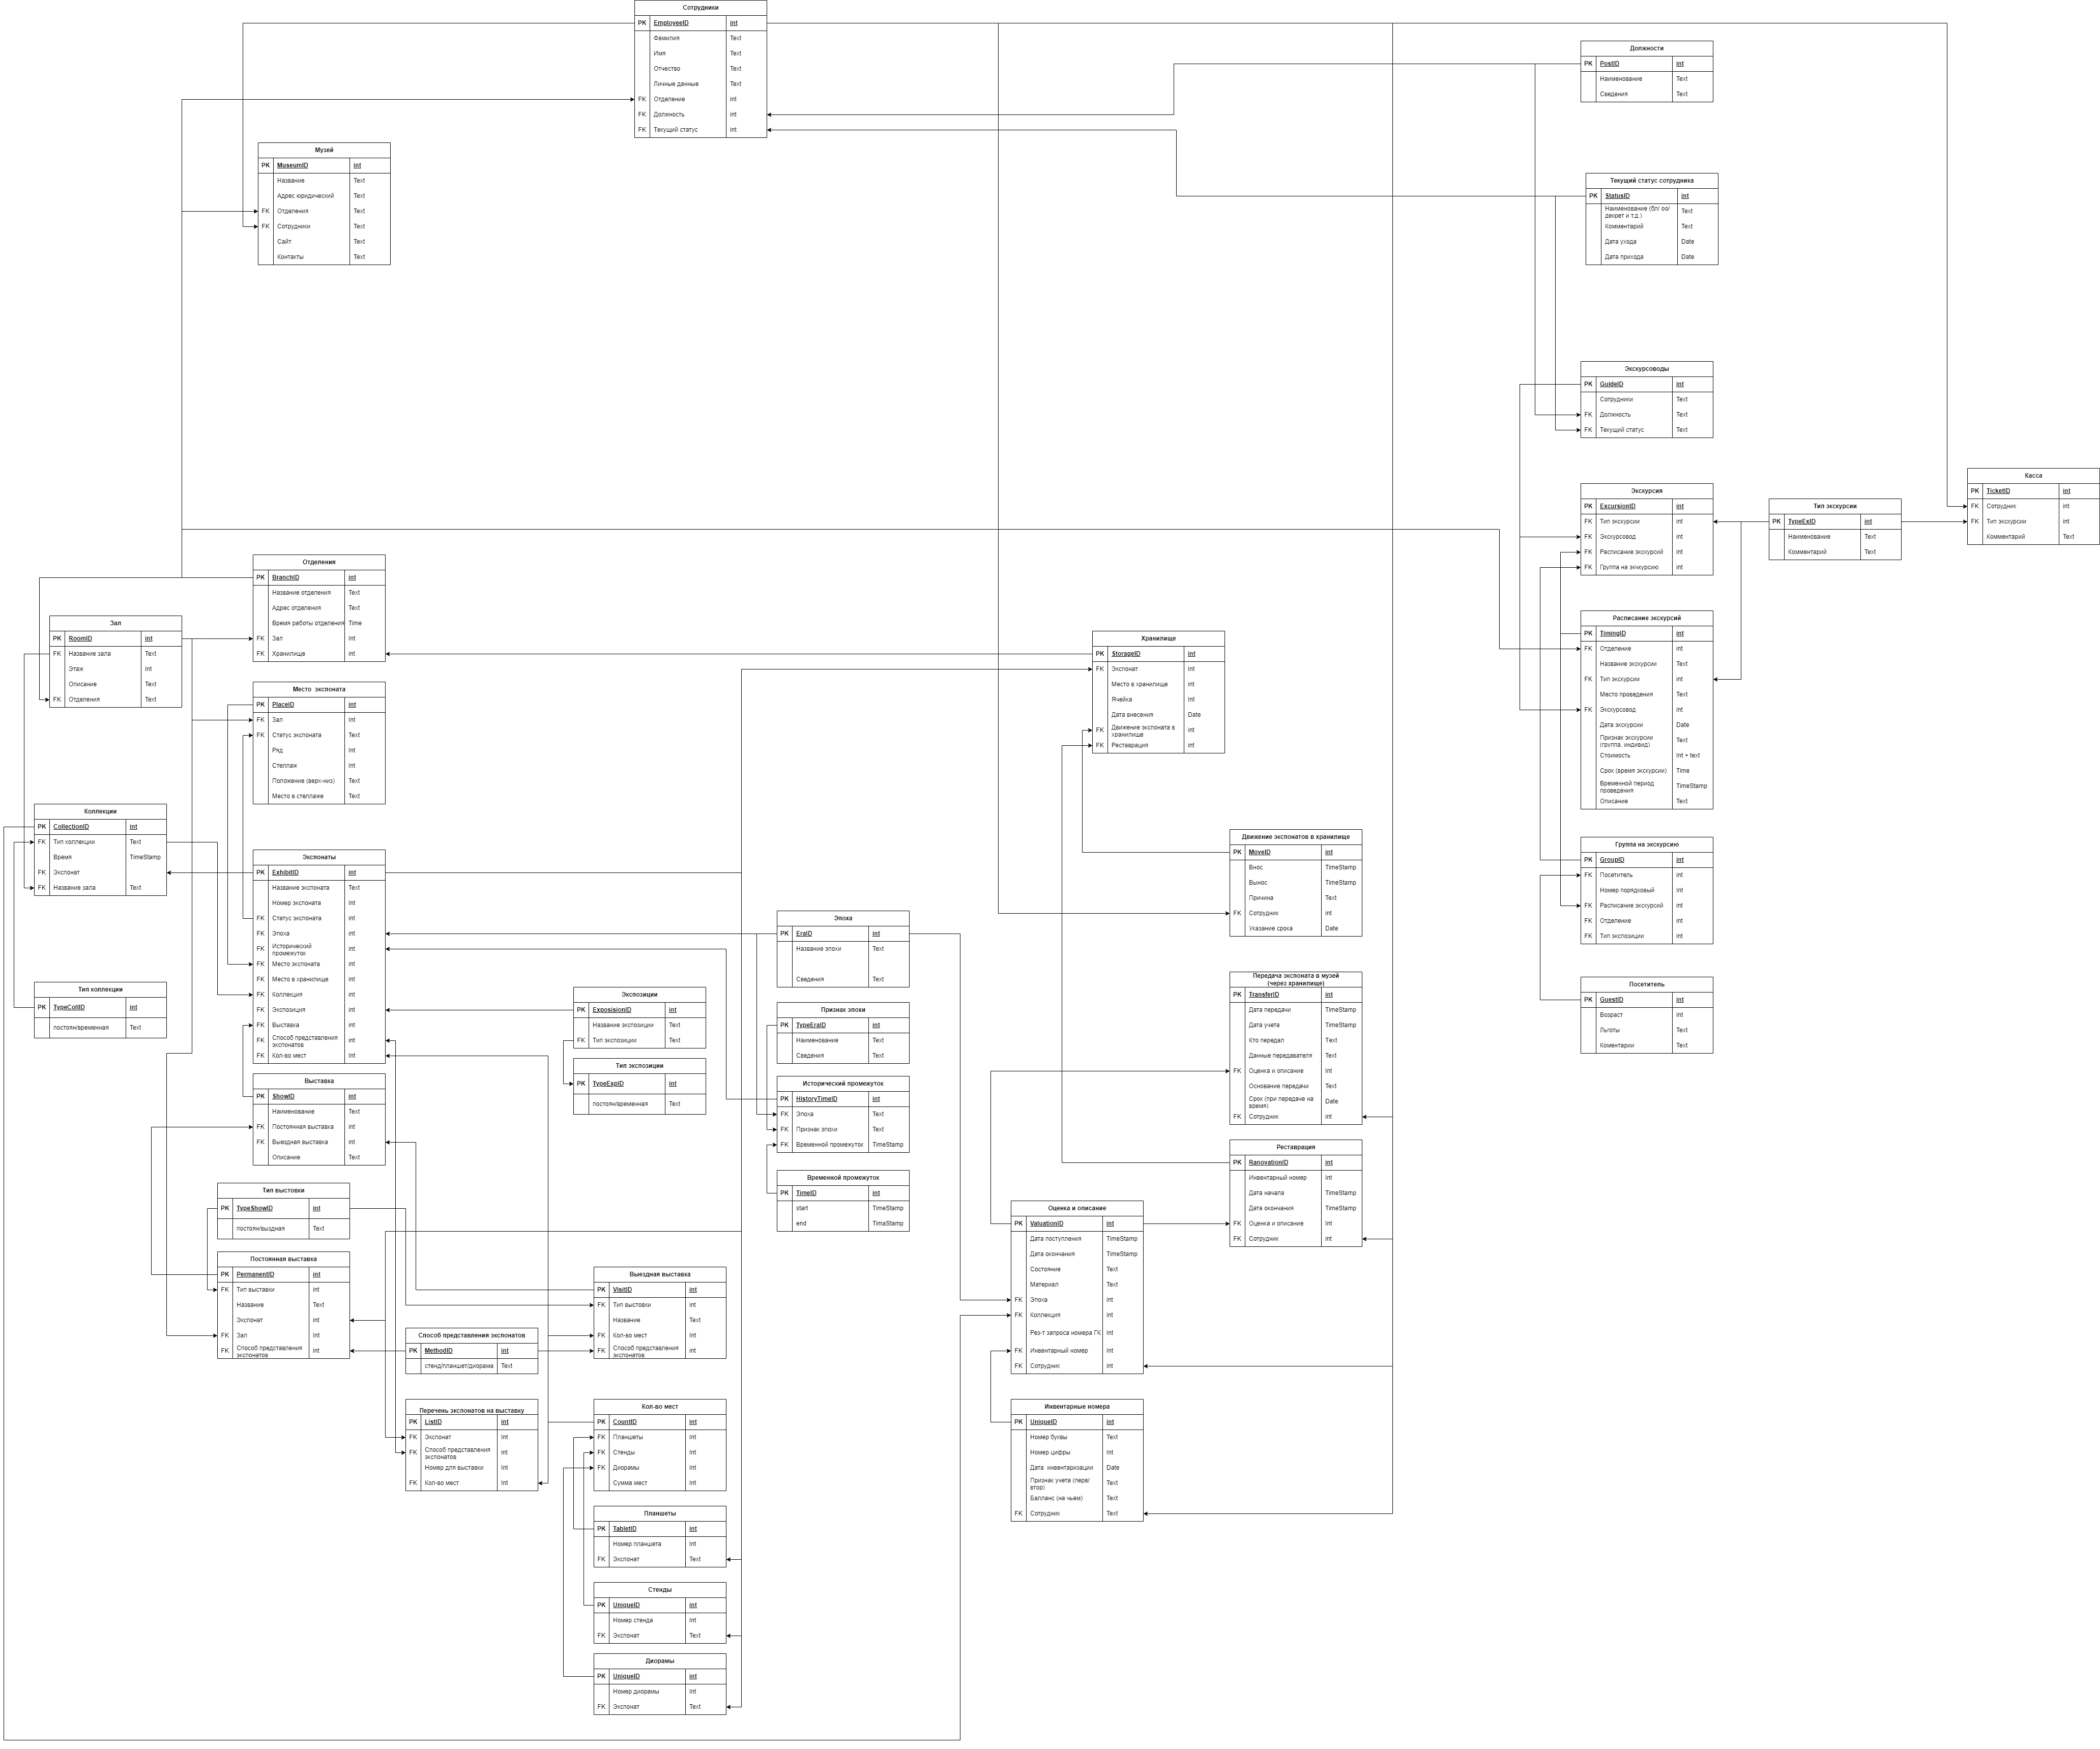 Сотрудники
PK EmployeeID int
Фамилия Text
Имя Text
Отчество Text
Личные данные Text
FK Отделение int
FK Должность int
FK Текущий статус int
Должности
PK PostID int
Наименование Text
Сведения Text
Музей
PK MuseumID int
Название Text
Адрес юридический Text
FK Отделения Text
FK Сотрудники Text
Сайт Text
Контакты Text
Текущий статус сотрудника
PK StatusID int
Наименование (бл/ оо/
декрет и т.д.) Text
Комментарий Text
Дата ухода Date
Дата прихода Date
Экскурсоводы
PK GuideID int
Сотрудники Text
FK Должность Text
FK Текущий статус Text
Касса
PK TicketID int
FK Сотрудник int
FK Тип экскурсии int
Комментарий Text
Экскурсия
PK ExcursionID int
FK Тип экскурсии int
FK Экскурсовод int
FK Расписание экскурсий int
FK Группа на экчкурсию int
Тип экскурсии
PK TypeExID int
Наименование Text
Комментарий Text
Отделения
PK BranchID int
Название отделения Text
Адрес отделения Text
Время работы отделения Time
FK Зал Int
FK Хранилище int
Зал
PK RoomID int
FK Название зала Text
Этаж int
Описание Text
FK Отделения Text
Расписание экскурсий
PK TimingID int
FK Отделение int
Название экскурсии Text
FK Тип экскурсии int
Место проведения Text
FK Экскурсовод int
Дата экскурсии Date
Признак экскурсии
(группа, индивид) Text
Стоимость Int + text
Срок (время экскурсии) Time
Временной период
проведения TimeStamp
Описание Text
Хранилище
PK StorageID int
FK Экспонат Int
Место в хранилище int
Ячейка Int
Дата внесения Date
FK Движение экспоната в
хранилище int
FK Реставрация int
Место экспоната
PK PlaceID int
FK Зал Int
FK Статус экспоната Text
Ряд Int
Стеллаж Int
Положение (верх-низ) Text
Место в стеллаже Text
Коллекции
PK CollectionID int
FK Тип коллекции Text
Время TimeStamp
FK Экспонат
FK Название зала Text
Движение экспонатов в хранилище
PK MoveID int
Внос TimeStamp
Вынос TimeStamp
Причина Text
FK Сотрудник int
Указание срока Date
Группа на экскурсию
PK GroupID int
FK Посетитель int
Номер порядковый Int
FK Расписание экскурсий int
FK Отделение int
FK Тип экспозиции int
Экспонаты
PK ExhibitID int
Название экспоната Text
Номер экспоната Int
FK Статус экспоната int
FK Эпоха int
FK Исторический
промежуток int
FK Место экспоната int
FK Место в хранилище int
FK Коллекция int
FK Экспозиция int
FK Выставка int
FK Способ представления
экспонатов int
FK Кол-во мест Int
Эпоха
PK EraID int
Название эпохи Text
Сведения Text
Передача экспоната в музей
(через хранилище)
PK TransferID int
Дата передачи TimeStamp
Дата учета TimeStamp
Кто передал Text
Данные передавателя Text
FK Оценка и описание Int
Основание передачи Text
Срок (при передаче на
время) Date
FK Сотрудник int
Посетитель
PK GuestID int
Возраст Int
Льготы Text
Коментарии Text
Тип коллекции
PK TypeCollID int
постоян/временная Text
Экспозиции
PK ExposisionID int
Название экспозиции Text
FK Тип экспозиции Text
Признак эпохи
PK TypeEraID int
Наименование Text
Сведения Text
Тип экспозиции
PK TypeExpID int
постоян/временная Text
Выставка
PK ShowID int
Наименование Text
FK Постоянная выставка int
FK Выездная выставка int
Описание Text
Исторический промежуток
PK HistoryTimeID int
FK Эпоха Text
FK Признак эпохи Text
FK Временной промежуток TimeStamp
Реставрация
PK RanovationID int
Инвентарный номер Int
Дата начала TimeStamp
Дата окончания TimeStamp
FK Оценка и описание Int
FK Сотрудник int
Временной промежуток
PK TimeID int
start TimeStamp
end TimaStamp
Тип выстовки
PK TypeShowID int
постоян/выздная Text
Оценка и описание
PK ValuationID int
Дата поступления TimeStamp
Дата окончания TimeStamp
Состояние Text
Материал Text
FK Эпоха int
FK Коллекция int
Рез-т запроса номера ГК Int
FK Инвентарный номер Int
FK Сотрудник int
Постоянная выставка
PK PermanentID int
FK Тип выставки int
Название Text
Экспонат int
FK Зал Int
FK Способ представления
экспонатов int
Выездная выставка
PK VisitID int
FK Тип выстовки int
Название Text
FK Кол-во мест Int
FK Способ представления
экспонатов int
Способ представления экспонатов
PK MethodID int
стенд/планшет/диорама Text
Перечень экспонатов на выставку
PK ListID int
FK Экспонат Int
FK Способ представления
экспонатов int
Номер для выставки Int
FK Кол-во мест Int
Кол-во мест
PK CountID int
FK Планшеты Int
FK Стенды Int
FK Диорамы Int
Сумма мест Int
Инвентарные номера
PK UniqueID int
Номер буквы Text
Номер цифры Int
Дата инвентаризации Date
Признак учета (перв/
втор) Text
Балланс (на чьем) Text
FK Сотрудник Text
Планшеты
PK TabletID int
Номер планшета Int
FK Экспонат Text
Стенды
PK UniqueID int
Номер стенда Int
FK Экспонат Text
Диорамы
PK UniqueID int
Номер диорамы Int
FK Экспонат Text